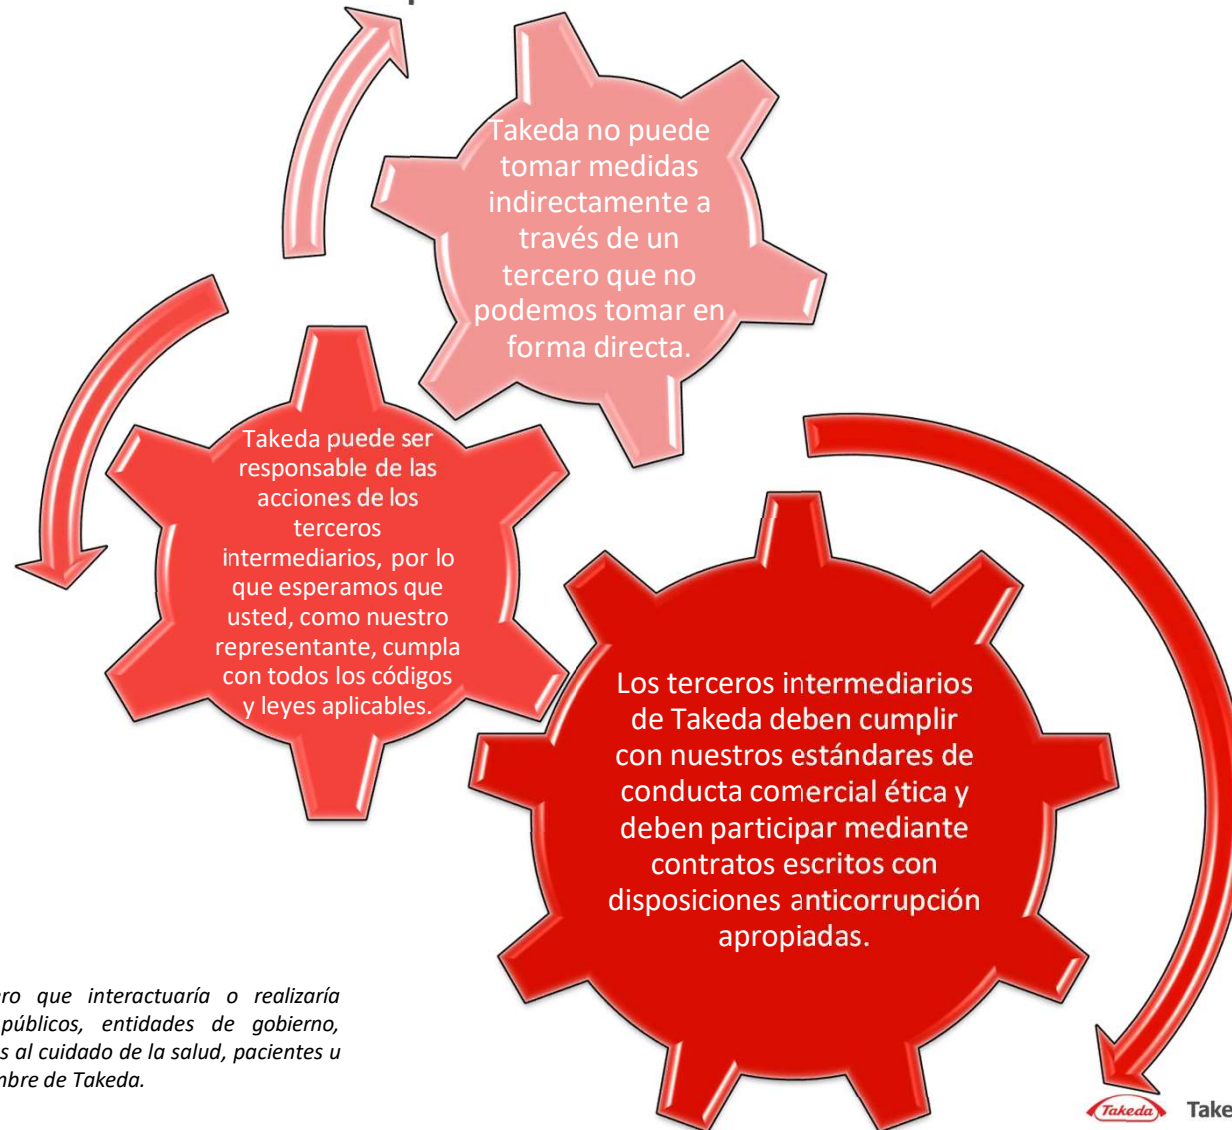 Takeda no puede
tomar medidas
indirectamente a
través de un
tercero que no
podemos tomar en
forma directa.
Takeda puede ser
responsable de las
acciones de los
terceros
intermediarios, por lo
que esperamos que
usted, como nuestro
representante, cumpla
con todos los códigos
y leyes aplicables.
Los terceros intermediarios
de Takeda deben cumplir
con nuestros estándares de
conducta comercial ética y
deben participar mediante
contratos escritos con
disposiciones anticorrupción
apropiadas.
que interactuaría o realizaría
públicos, entidades de gobierno,
al cuidado de la salud, pacientes u
de Takeda.
Takeda